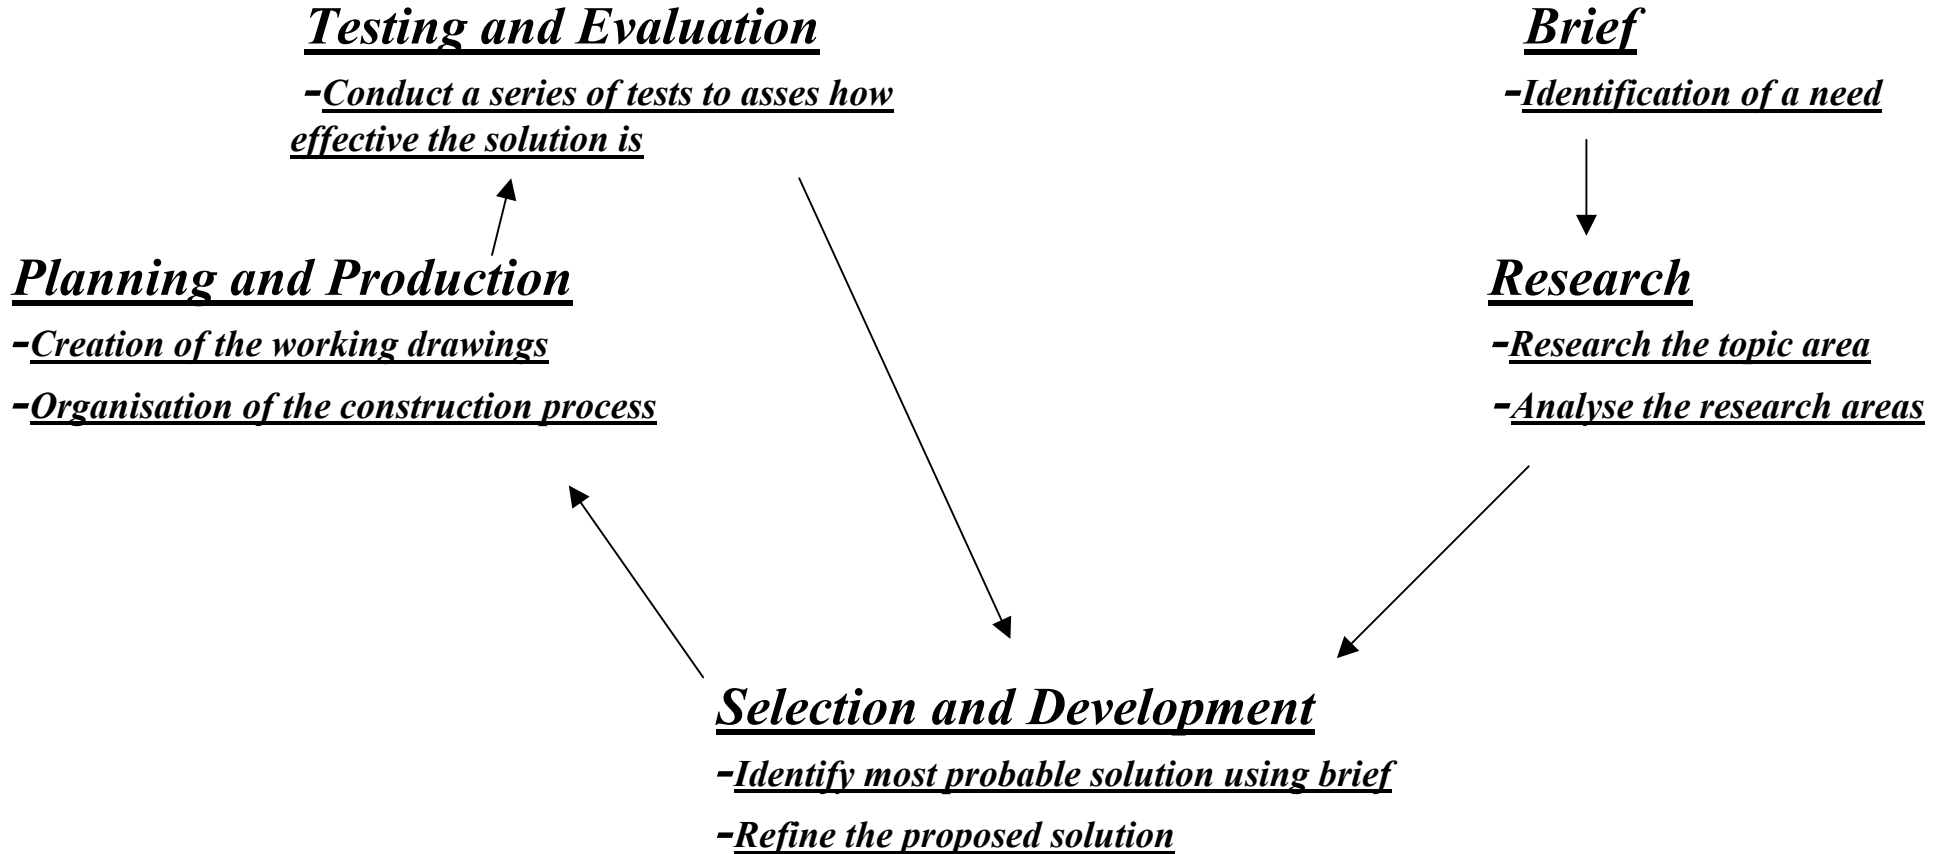 Testing and Evaluation
-Conduct a series of tests to asses how
effective the solution is
Brief
-Identification of a need
Planning and Production
-Creation of the working drawings
-Organisation of the construction process
Research
-Research the topic area
-Analyse the research areas
Selection and Development
-Identify most probable solution using brief
-Refine the proposed solution